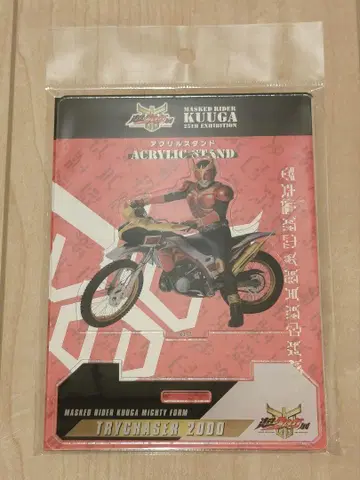 MASKED RIDER
KUUGA
25TH EXHIBITION
アクリルスタンド
ACRYLIC STAND
MASKED RIDER KUUGA MIGHTY FORM
TRYCHASER 2000